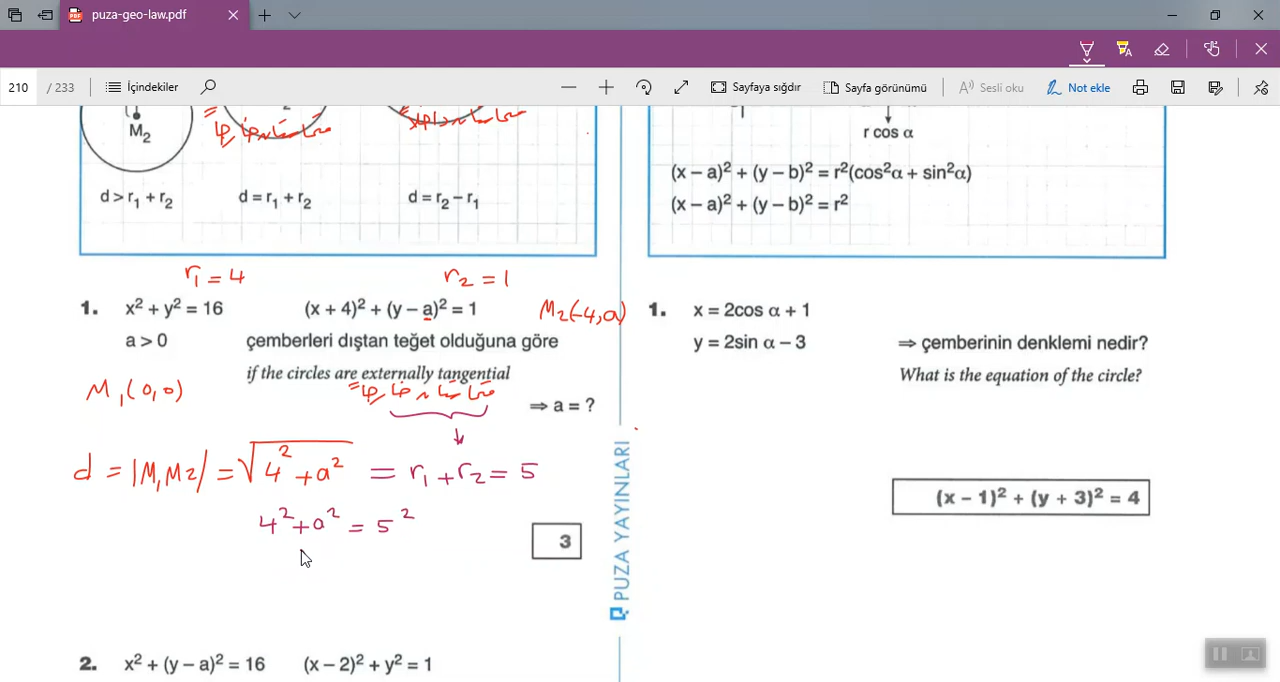 puza-geo-law.pdf
210 / 233 İçindekiler Sayfaya sığdır Sayfa görünümü Sesli oku Not ekle
M₂
d > r₁ + r₂ d = r₁ + r₂ d = r₂ – r₁
r₁ = 4 r₂ = 1
1. x² + y² = 16 (x + 4)² + (y – a)² = 1 M₂(-4,a)
a > 0 çemberleri dıştan teğet olduğuna göre
if the circles are externally tangential
M₁(0,0)
⇒ a = ?
d = |M₁M₂| = √4² + a² = r₁ + r₂ = 5
4² + a² = 5²
3
2. x² + (y – a)² = 16 (x – 2)² + y² = 1
PUZA YAYINLARI
r cos α
(x – a)² + (y – b)² = r²(cos²α + sin²α)
(x – a)² + (y – b)² = r²
1. x = 2cos α + 1
y = 2sin α – 3 ⇒ çemberinin denklemi nedir?
What is the equation of the circle?
(x – 1)² + (y + 3)² = 4